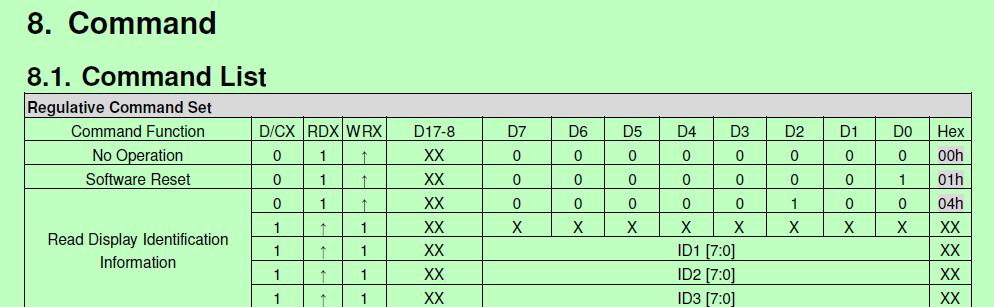 8. Command
8.1. Command List
Regulative Command Set
Command Function D/CX RDX WRX D17-8 D7 D6 D5 D4 D3 D2 D1 D0 Hex
No Operation 0 1 ↑ XX 0 0 0 0 0 0 0 0 00h
Software Reset 0 1 ↑ XX 0 0 0 0 0 0 0 1 01h
Read Display Identification Information
0 1 ↑ XX 0 0 0 0 0 1 0 0 04h
1 ↑ 1 XX X X X X X X X X XX
1 ↑ 1 XX ID1 [7:0] XX
1 ↑ 1 XX ID2 [7:0] XX
1 ↑ 1 XX ID3 [7:0] XX